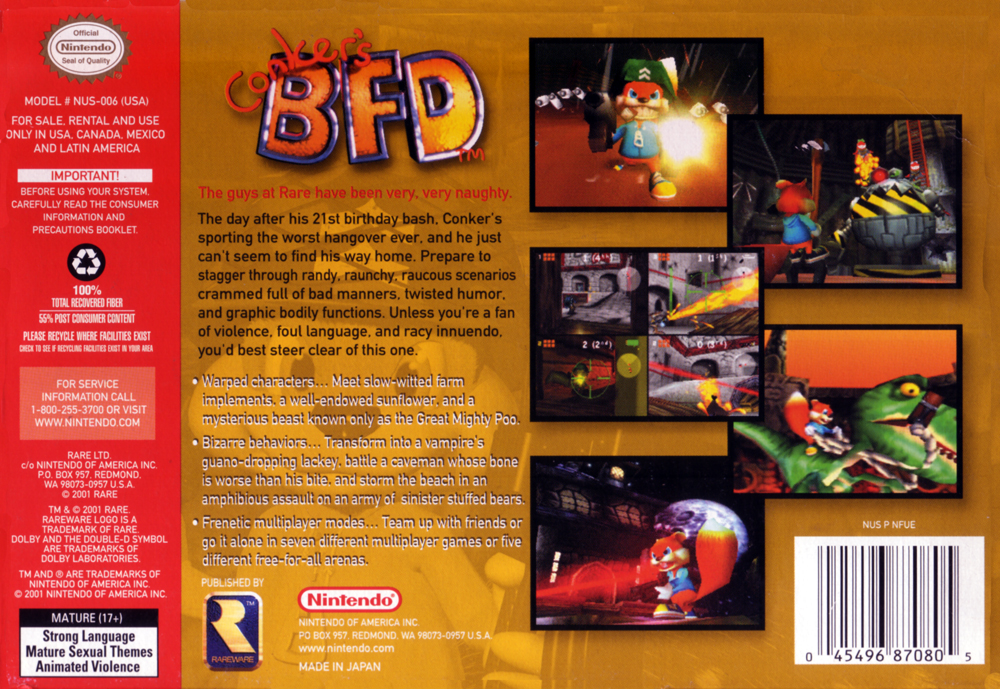 Official
Nintendo
Seal of Quality
MODEL # NUS-006 (USA)
FOR SALE, RENTAL AND USE
ONLY IN USA, CANADA, MEXICO
AND LATIN AMERICA
IMPORTANT!
BEFORE USING YOUR SYSTEM,
CAREFULLY READ THE CONSUMER
INFORMATION AND
PRECAUTIONS BOOKLET.
100%
TOTAL RECOVERED FIBER
55% POST CONSUMER CONTENT
PLEASE RECYCLE WHERE FACILITIES EXIST
CHECK TO SEE IF RECYCLING FACILITIES EXIST IN YOUR AREA
FOR SERVICE
INFORMATION CALL
1-800-255-3700 OR VISIT
WWW.NINTENDO.COM
RARE LTD.
c/o NINTENDO OF AMERICA INC.
P.O. BOX 957, REDMOND,
WA 98073-0957 U.S.A.
© 2001 RARE
TM & © 2001 RARE.
RAREWARE LOGO IS A
TRADEMARK OF RARE.
DOLBY AND THE DOUBLE-D SYMBOL
ARE TRADEMARKS OF
DOLBY LABORATORIES.
TM AND ® ARE TRADEMARKS OF
NINTENDO OF AMERICA INC.
© 2001 NINTENDO OF AMERICA INC.
MATURE (17+)
Strong Language
Mature Sexual Themes
Animated Violence
Conker's
BFD
TM
The guys at Rare have been very, very naughty.
The day after his 21st birthday bash, Conker's
sporting the worst hangover ever, and he just
can't seem to find his way home. Prepare to
stagger through randy, raunchy, raucous scenarios
crammed full of bad manners, twisted humor,
and graphic bodily functions. Unless you're a fan
of violence, foul language, and racy innuendo,
you'd best steer clear of this one.
• Warped characters... Meet slow-witted farm
implements, a well-endowed sunflower, and a
mysterious beast known only as the Great Mighty Poo.
• Bizarre behaviors... Transform into a vampire's
guano-dropping lackey, battle a caveman whose bone
is worse than his bite, and storm the beach in an
amphibious assault on an army of sinister stuffed bears.
• Frenetic multiplayer modes... Team up with friends or
go it alone in seven different multiplayer games or five
different free-for-all arenas.
PUBLISHED BY
TM
RAREWARE
Nintendo®
NINTENDO OF AMERICA INC.
PO BOX 957, REDMOND, WA 98073-0957 U.S.A.
www.nintendo.com
MADE IN JAPAN
2 (2nd)
NUS P NFUE
0 45496 87080 5